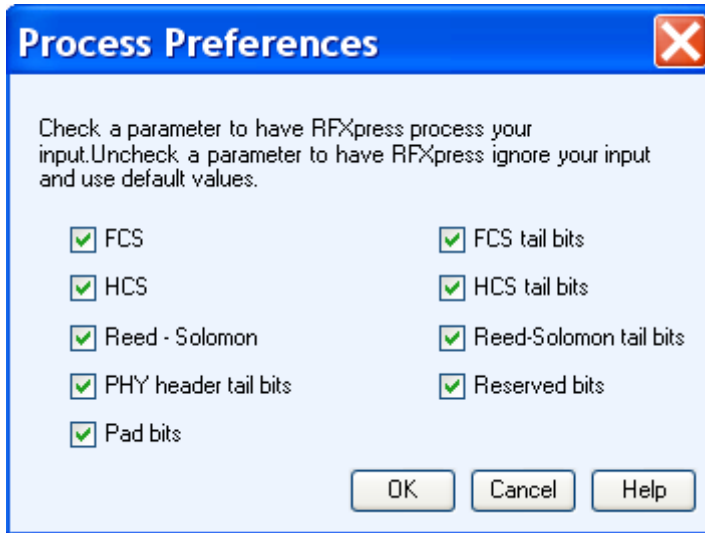 Process Preferences
Check a parameter to have RFXpress process your
input.Uncheck a parameter to have RFXpress ignore your input
and use default values.
FCS
FCS tail bits
HCS
HCS tail bits
Reed - Solomon
Reed-Solomon tail bits
PHY header tail bits
Reserved bits
Pad bits
OK
Cancel
Help